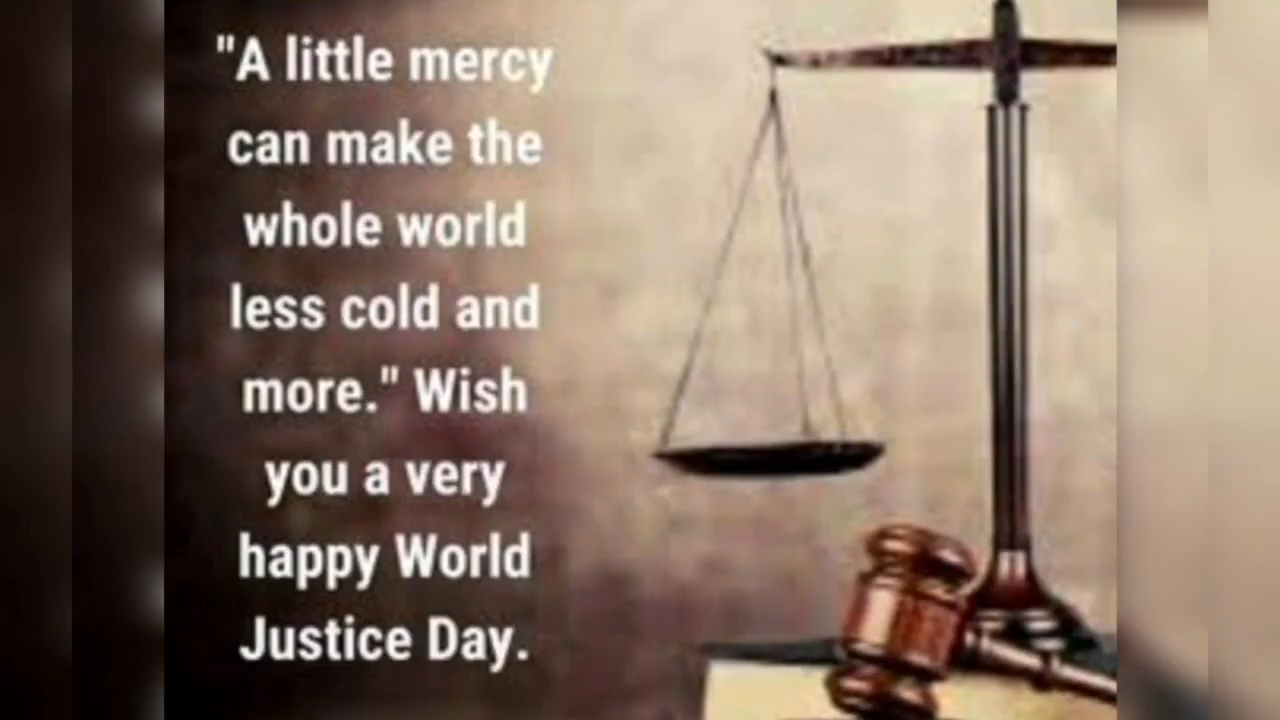 "A little mercy
can make the
whole world
less cold and
more." Wish
you a very
happy World
Justice Day.